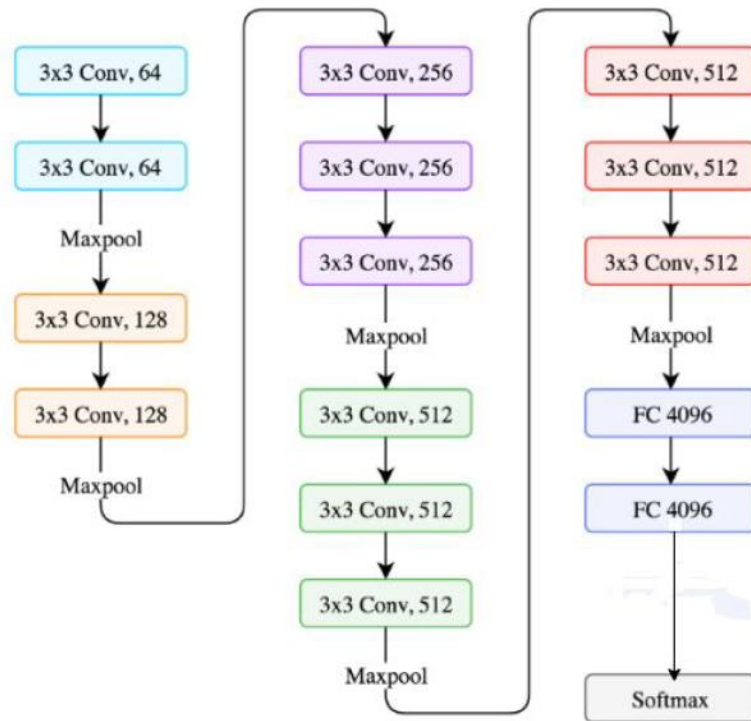 3x3 Conv, 64
3x3 Conv, 64
Maxpool
3x3 Conv, 128
3x3 Conv, 128
Maxpool
3x3 Conv, 256
3x3 Conv, 256
3x3 Conv, 256
Maxpool
3x3 Conv, 512
3x3 Conv, 512
3x3 Conv, 512
Maxpool
3x3 Conv, 512
3x3 Conv, 512
3x3 Conv, 512
Maxpool
FC 4096
FC 4096
Softmax